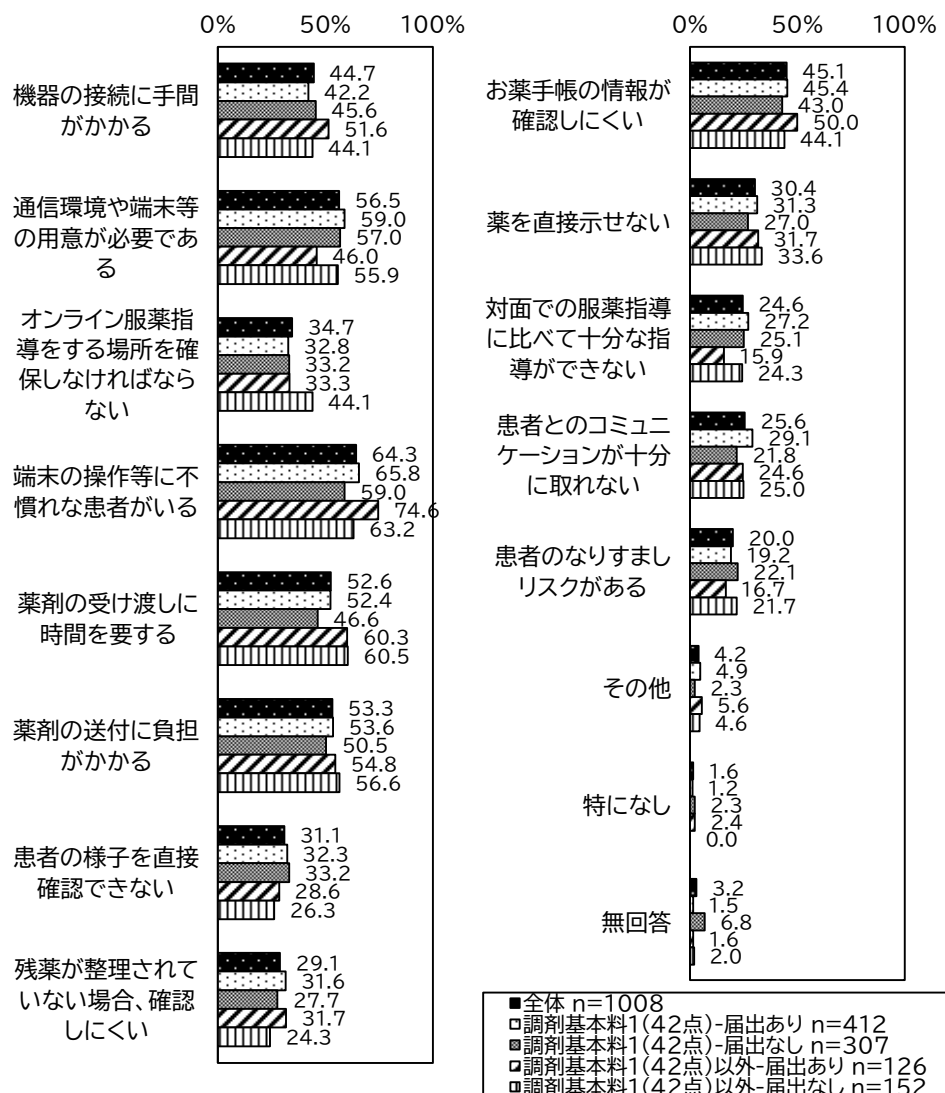 0%
50%
100%
機器の接続に手間
がかかる
44.7
42.2
45.6
51.6
44.1
通信環境や端末等
の用意が必要であ
る
56.5
59.0
57.0
46.0
55.9
オンライン服薬指
導をする場所を確
保しなければなら
ない
34.7
32.8
33.2
33.3
44.1
端末の操作等に不
慣れな患者がいる
64.3
65.8
59.0
74.6
63.2
薬剤の受け渡しに
時間を要する
52.6
52.4
46.6
60.3
60.5
薬剤の送付に負担
がかかる
53.3
53.6
50.5
54.8
56.6
患者の様子を直接
確認できない
31.1
32.3
33.2
28.6
26.3
残薬が整理されて
いない場合、確認
しにくい
29.1
31.6
27.7
31.7
24.3
0%
50%
100%
お薬手帳の情報が
確認しにくい
45.1
45.4
43.0
50.0
44.1
薬を直接示せない
30.4
31.3
27.0
31.7
33.6
対面での服薬指導
に比べて十分な指
導ができない
24.6
27.2
25.1
15.9
24.3
患者とのコミュニ
ケーションが十分
に取れない
25.6
29.1
21.8
24.6
25.0
患者のなりすまし
リスクがある
20.0
19.2
22.1
16.7
21.7
その他
4.2
4.9
2.3
5.6
4.6
特になし
1.6
1.2
2.3
2.4
0.0
無回答
3.2
1.5
6.8
1.6
2.0
全体 n=1008
調剤基本料1(42点)-届出あり n=412
調剤基本料1(42点)-届出なし n=307
調剤基本料1(42点)以外-届出あり n=126
調剤基本料1(42点)以外-届出なし n=152